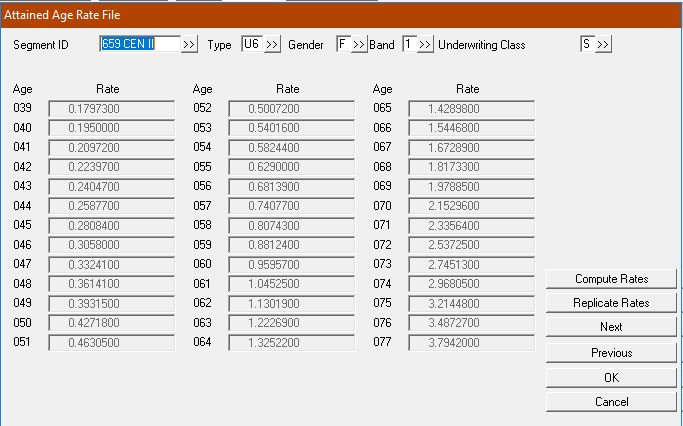 Attained Age Rate File
Segment ID 659 CEN II >> Type U6 >> Gender F >> Band 1 >> Underwriting Class S >>
Age Rate Age Rate Age Rate
039 0.1797300 052 0.5007200 065 1.4289800
040 0.1950000 053 0.5401600 066 1.5446800
041 0.2097200 054 0.5824400 067 1.6728900
042 0.2239700 055 0.6290000 068 1.8173300
043 0.2404700 056 0.6813900 069 1.9788500
044 0.2587700 057 0.7407700 070 2.1529600
045 0.2808400 058 0.8074300 071 2.3356400
046 0.3058000 059 0.8812400 072 2.5372500
047 0.3324100 060 0.9595700 073 2.7451300
048 0.3614100 061 1.0452500 074 2.9680500
049 0.3931500 062 1.1301900 075 3.2144800
050 0.4271800 063 1.2226900 076 3.4872700
051 0.4630500 064 1.3252200 077 3.7942000
Compute Rates
Replicate Rates
Next
Previous
OK
Cancel